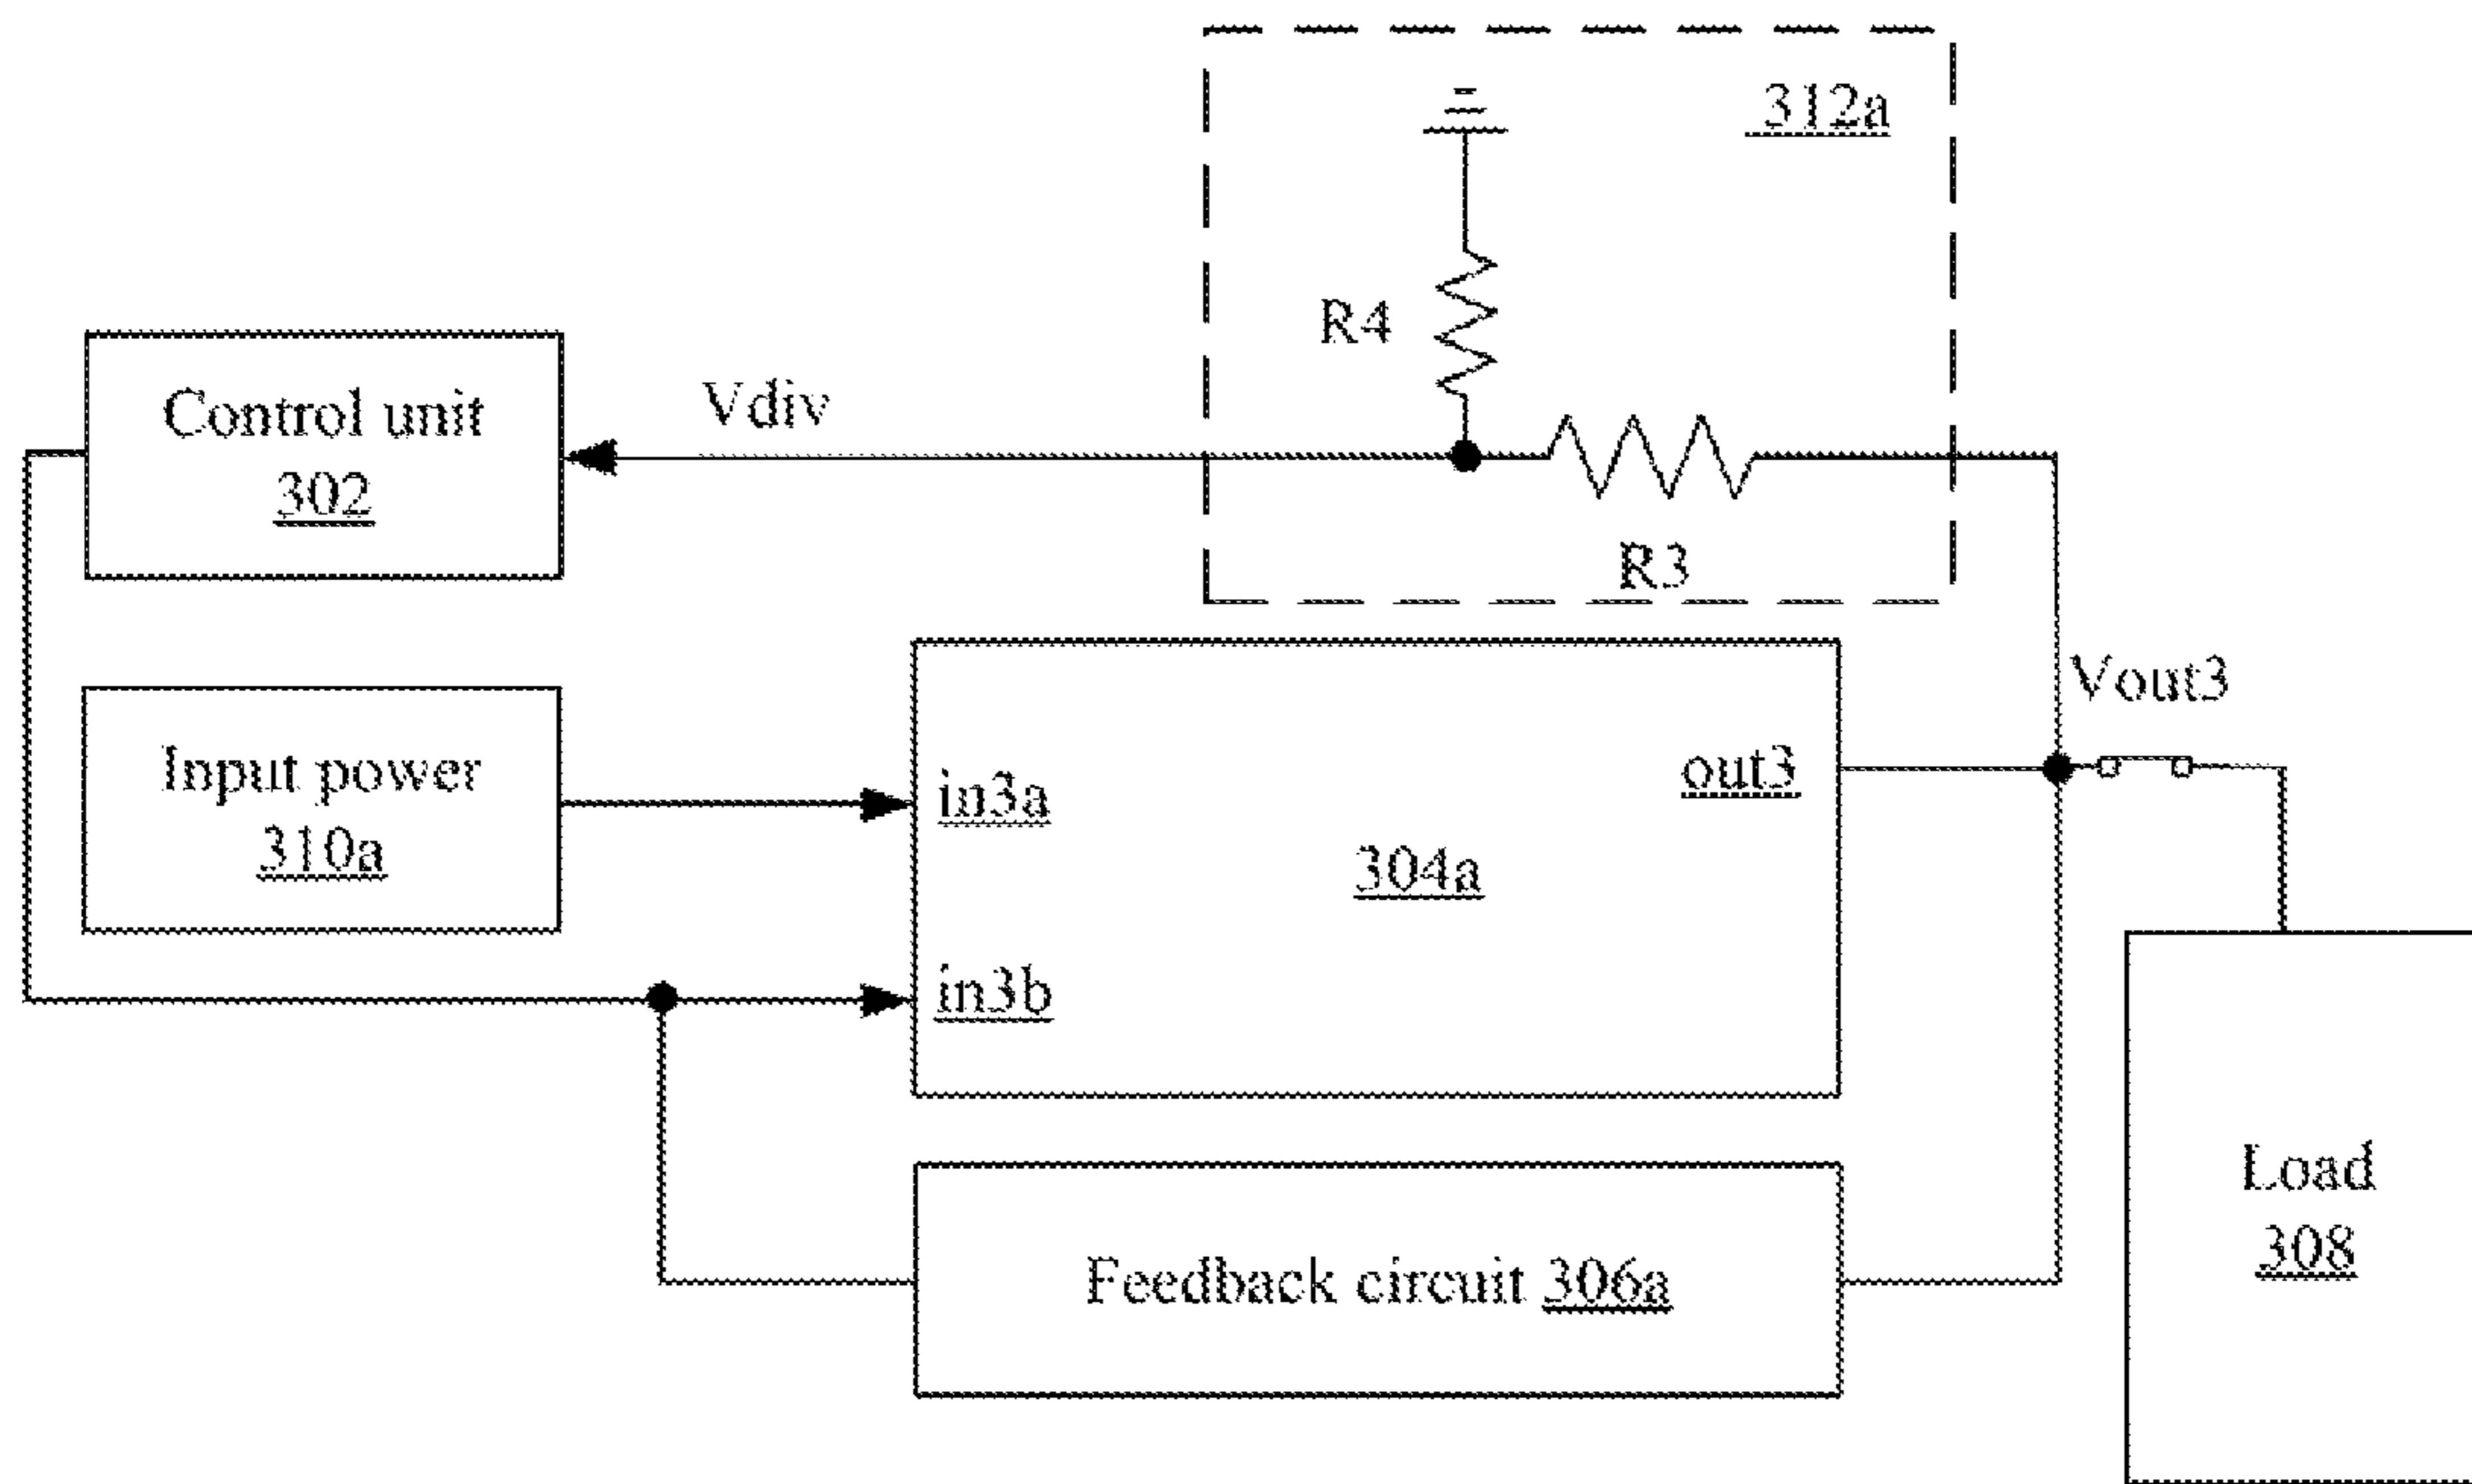 312a
R4
Vdiv
Control unit
302
R3
Vout3
Input power
310a
in3a
out3
304a
in3b
Load
308
Feedback circuit 306a